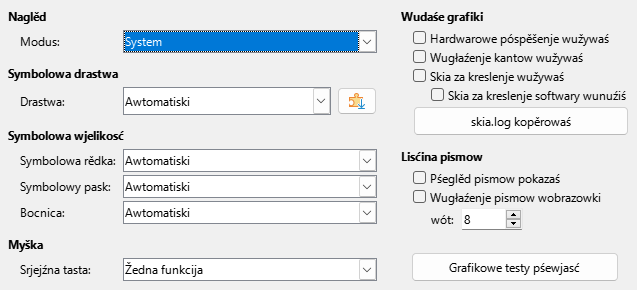 Naglěd
Modus: System
Symbolowa drastwa
Drastwa: Awtomatiski
Symbolowa wjelikosć
Symbolowa rědka: Awtomatiski
Symbolowy pask: Awtomatiski
Bocnica: Awtomatiski
Myška
Srjejźna tasta: Žedna funkcija
Wudaśe grafiki
Hardwarowe póspěšenje wužywaś
Wugłaźenje kantow wužywaś
Skia za kreslenje wužywaś
Skia za kreslenje softwary wunuźiś
skia.log kopěrowaś
Lisćina pismow
Pśeglěd pismow pokazaś
Wugłaźenje pismow wobrazowki
wót: 8
Grafikowe testy pśewjasć